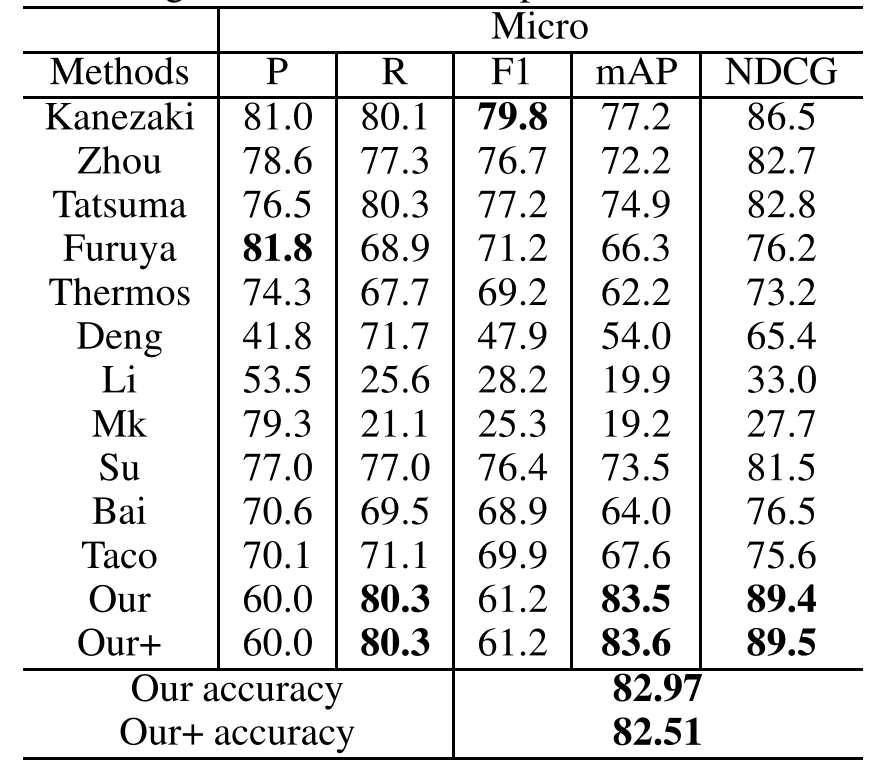 Micro
Methods P R F1 mAP NDCG
Kanezaki 81.0 80.1 79.8 77.2 86.5
Zhou 78.6 77.3 76.7 72.2 82.7
Tatsuma 76.5 80.3 77.2 74.9 82.8
Furuya 81.8 68.9 71.2 66.3 76.2
Thermos 74.3 67.7 69.2 62.2 73.2
Deng 41.8 71.7 47.9 54.0 65.4
Li 53.5 25.6 28.2 19.9 33.0
Mk 79.3 21.1 25.3 19.2 27.7
Su 77.0 77.0 76.4 73.5 81.5
Bai 70.6 69.5 68.9 64.0 76.5
Taco 70.1 71.1 69.9 67.6 75.6
Our 60.0 80.3 61.2 83.5 89.4
Our+ 60.0 80.3 61.2 83.6 89.5
Our accuracy 82.97
Our+ accuracy 82.51